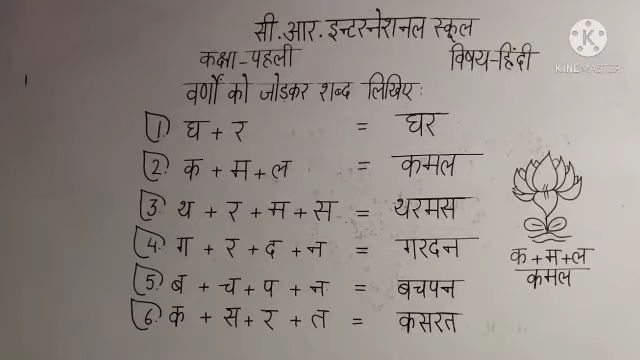 सी.आर.इन्टरनेशनल स्कूल
कक्षा-पहली विषय-हिंदी
वर्णों को जोड़कर शब्द लिखिए:
1. घ + र = घर
2. क + म + ल = कमल
3. थ + र + म + स = थरमस
4. ग + र + द + न = गरदन
5. ब + च + प + न = बचपन
6. क + स + र + त = कसरत
क + म + ल
कमल
KINEMASTER